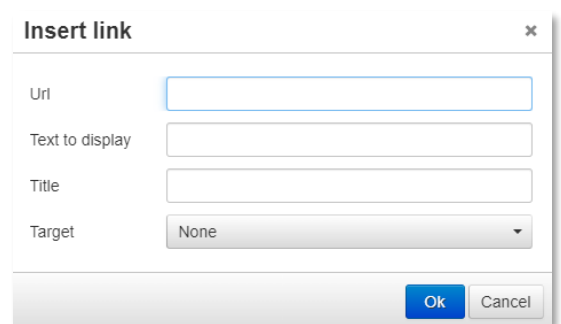 Insert link ×
Url
Text to display
Title
Target None
Ok Cancel